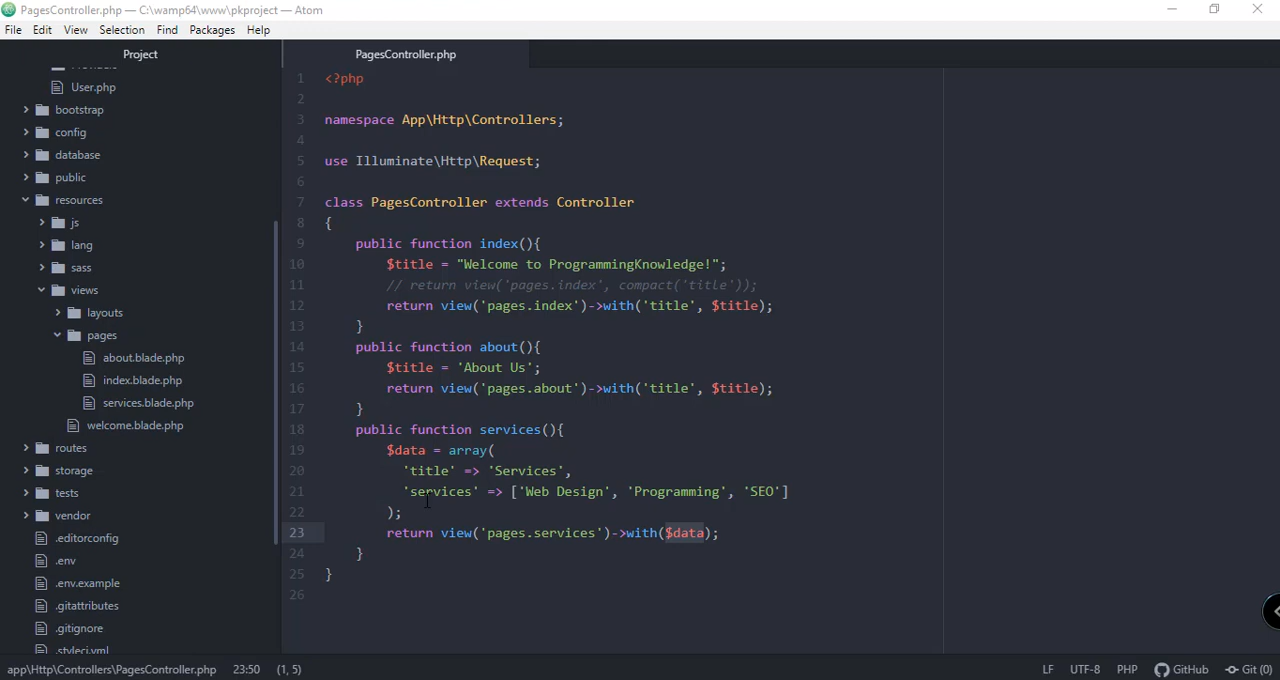 PagesController.php — C:\wamp64\www\pkproject — Atom
File Edit View Selection Find Packages Help
Project
PagesController.php
User.php
bootstrap
config
database
public
resources
js
lang
sass
views
layouts
pages
about.blade.php
index.blade.php
services.blade.php
welcome.blade.php
routes
storage
tests
vendor
.editorconfig
.env
.env.example
.gitattributes
.gitignore
.styleci.yml
1 <?php
2
3 namespace App\Http\Controllers;
4
5 use Illuminate\Http\Request;
6
7 class PagesController extends Controller
8 {
9 public function index(){
10 $title = "Welcome to ProgrammingKnowledge!";
11 // return view('pages.index', compact('title'));
12 return view('pages.index')->with('title', $title);
13 }
14 public function about(){
15 $title = 'About Us';
16 return view('pages.about')->with('title', $title);
17 }
18 public function services(){
19 $data = array(
20 'title' => 'Services',
21 'services' => ['Web Design', 'Programming', 'SEO']
22 );
23 return view('pages.services')->with($data);
24 }
25 }
26
app\Http\Controllers\PagesController.php 23:50 (1, 5) LF UTF-8 PHP GitHub Git (0)